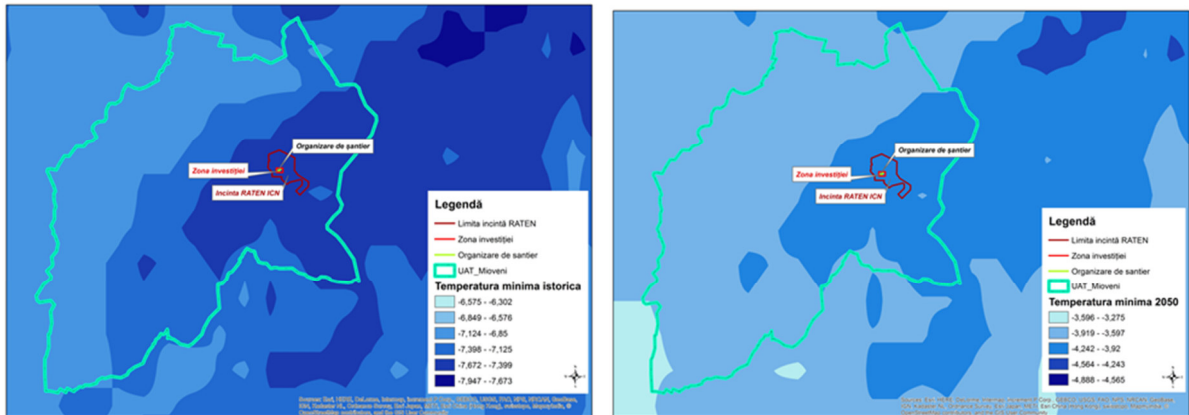 Organizare de șantier
Zona investiției
Incinta RATEN ICN
Legendă
Limita incintă RATEN
Zona investiției
Organizare de santier
UAT_Mioveni
Temperatura minima istorica
-6,575 - -6,302
-6,849 - -6,576
-7,124 - -6,85
-7,398 - -7,125
-7,672 - -7,399
-7,947 - -7,673
Organizare de șantier
Zona investiției
Incinta RATEN ICN
Legendă
Limita incintă RATEN
Zona investiției
Organizare de santier
UAT_Mioveni
Temperatura minima 2050
-3,596 - -3,275
-3,919 - -3,597
-4,242 - -3,92
-4,564 - -4,243
-4,888 - -4,565